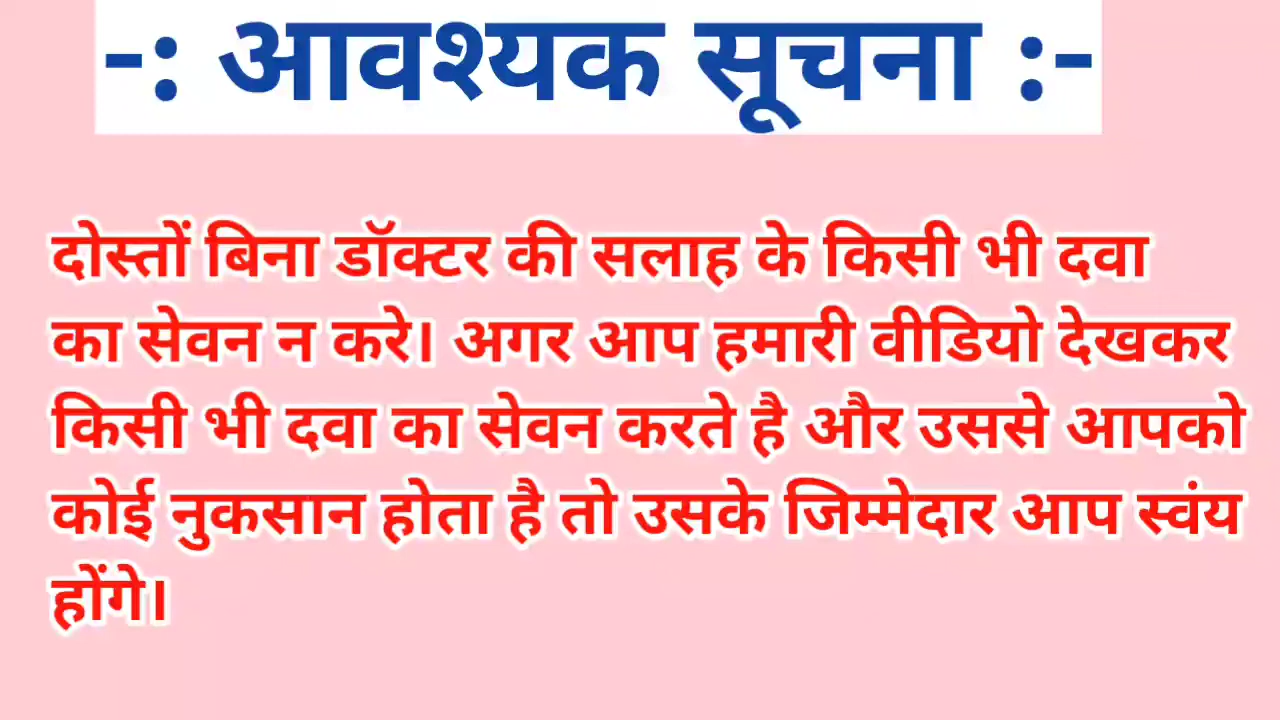 -: आवश्यक सूचना :-
दोस्तों बिना डॉक्टर की सलाह के किसी भी दवा
का सेवन न करे। अगर आप हमारी वीडियो देखकर
किसी भी दवा का सेवन करते है और उससे आपको
कोई नुकसान होता है तो उसके जिम्मेदार आप स्वंय
होंगे।